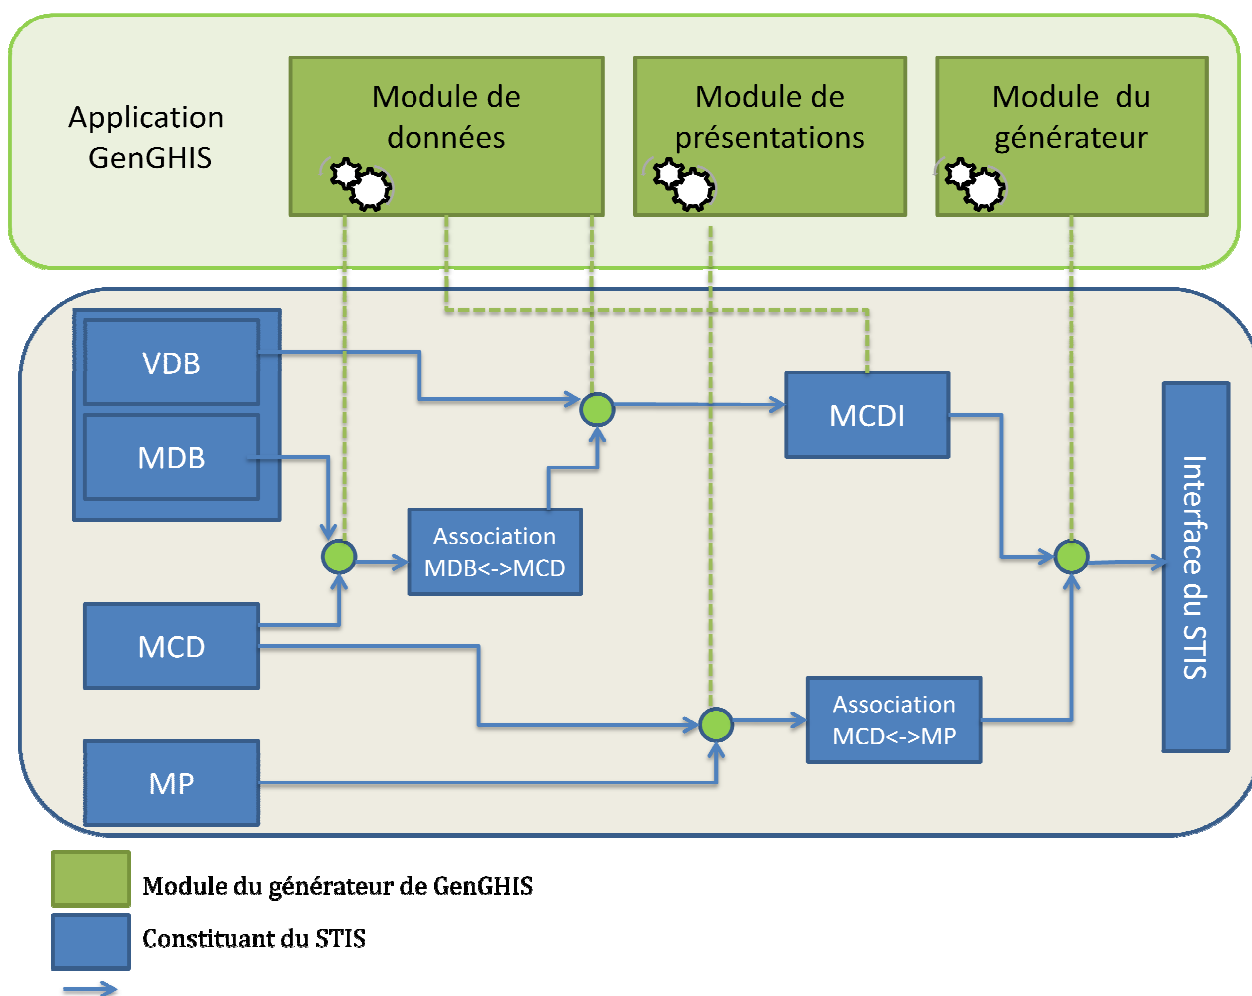 Application
GenGHIS
Module de
données
Module de
présentations
Module du
générateur
VDB
MDB
MCDI
Association
MDB<->MCD
MCD
Association
MCD<->MP
MP
Interface du STIS
Module du générateur de GenGHIS
Constituant du STIS